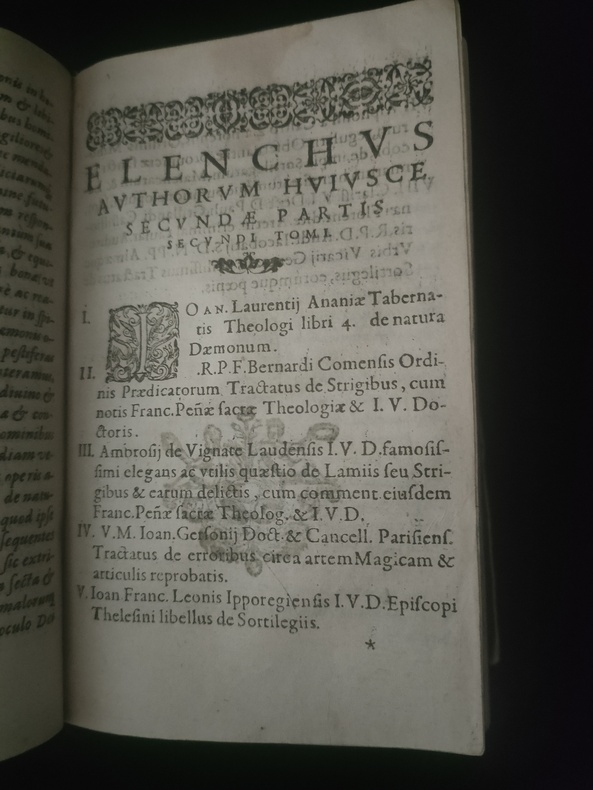 ELENCHVS
AVTHORVM HVIVSCE
SECVNDÆ PARTIS
SECVNDI TOMI.
I. IOAN. Laurentij Ananiæ Taberna-
tis Theologi libri 4. de natura
Dæmonum.
II. .R.P.F. Bernardi Comenſis Ordi-
nis Prædicatorum Tractatus de Strigibus, cum
notis Franc. Peñæ ſacræ Theologiæ & I. V. Do-
ctoris.
III. Ambroſij de Vignate Laudenſis I. V. D. famoſiſ-
ſimi elegans ac vtilis quæſtio de Lamiis ſeu Stri-
gibus & earum delictis, cum comment. eiuſdem
Franc. Peñæ ſacræ Theolog. & I. V. D.
IV. V. M. Ioan. Gerſonij Doct. & Cancell. Pariſienſ.
Tractatus de erroribus circa artem Magicam &
articulis reprobatis.
V. Ioan Franc. Leonis Ipporegienſis I. V. D. Epiſcopi
Theleſini libellus de Sortilegiis.
*